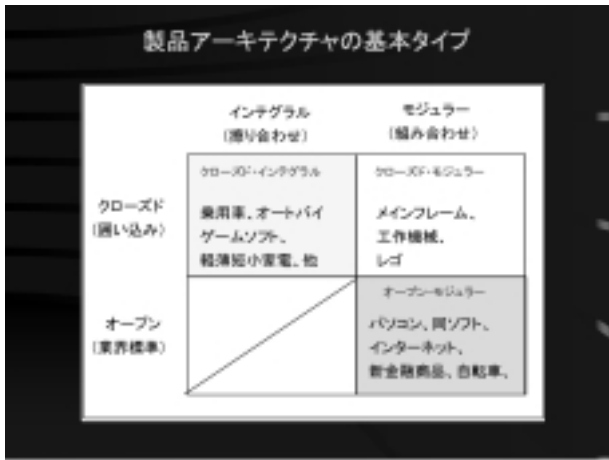 製品アーキテクチャの基本タイプ
インテグラル
(擦り合わせ)
モジュラー
(組み合わせ)
クローズド
(囲い込み)
クローズド・インテグラル
乗用車、オートバイ
ゲームソフト、
軽薄短小家電、他
クローズド・モジュラー
メインフレーム、
工作機械、
レゴ
オープン
(業界標準)
オープン・モジュラー
パソコン、同ソフト、
インターネット、
新金融商品、自転車、